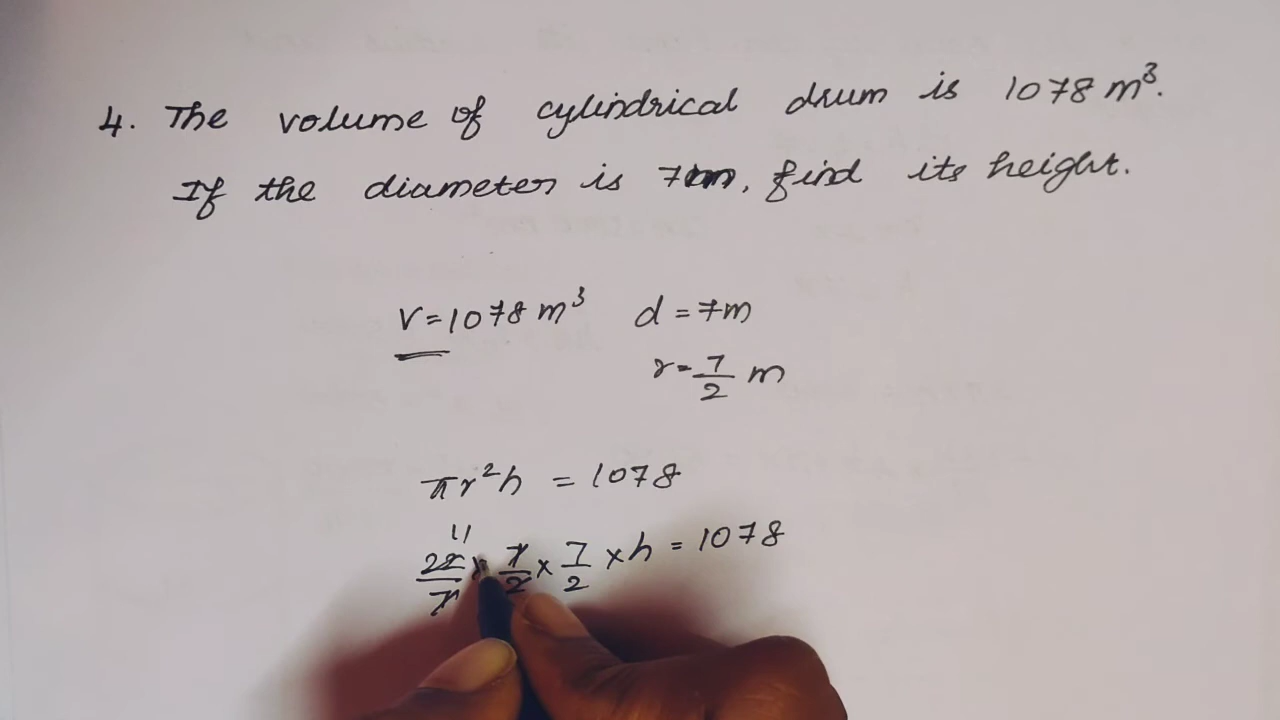 4. The volume of cylindrical drum is 1078 m³.
If the diameter is 7m, find its height.
V = 1078 m³ d = 7m
r = 7/2 m
πr²h = 1078
11
22/7 × 7/2 × 7/2 × h = 1078